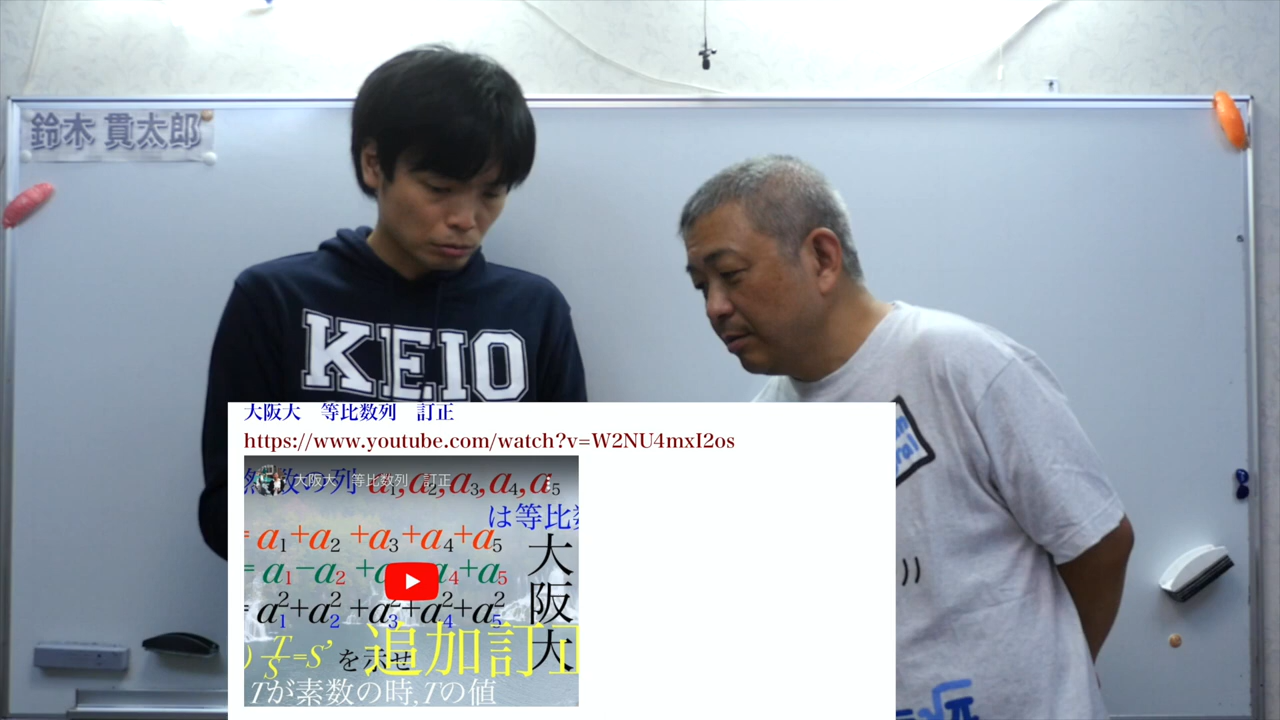 鈴木 貫太郎
KEIO
大阪大 等比数列 訂正
https://www.youtube.com/watch?v=W2NU4mxI2os
数の列 a₁,a₂,a₃,a₄,a₅
大阪大 等比数列 訂正
は等比
= a₁+a₂+a₃+a₄+a₅
= a₁−a₂+a₄+a₅
= a₁²+a₂²+a₃²+a₄²+a₅²
大阪大
) T/S=S' を示せ
追加訂正
Tが素数の時,Tの値
√π